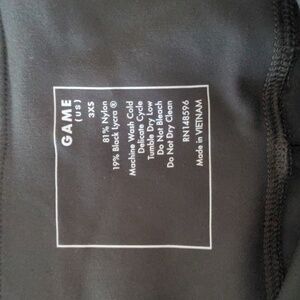 GAME
(US)
3XS
81% Nylon
19% Black Lycra ®
Machine Wash Cold
Delicate Cycle
Tumble Dry Low
Do Not Bleach
Do Not Dry Clean
RN148596
Made in VIETNAM